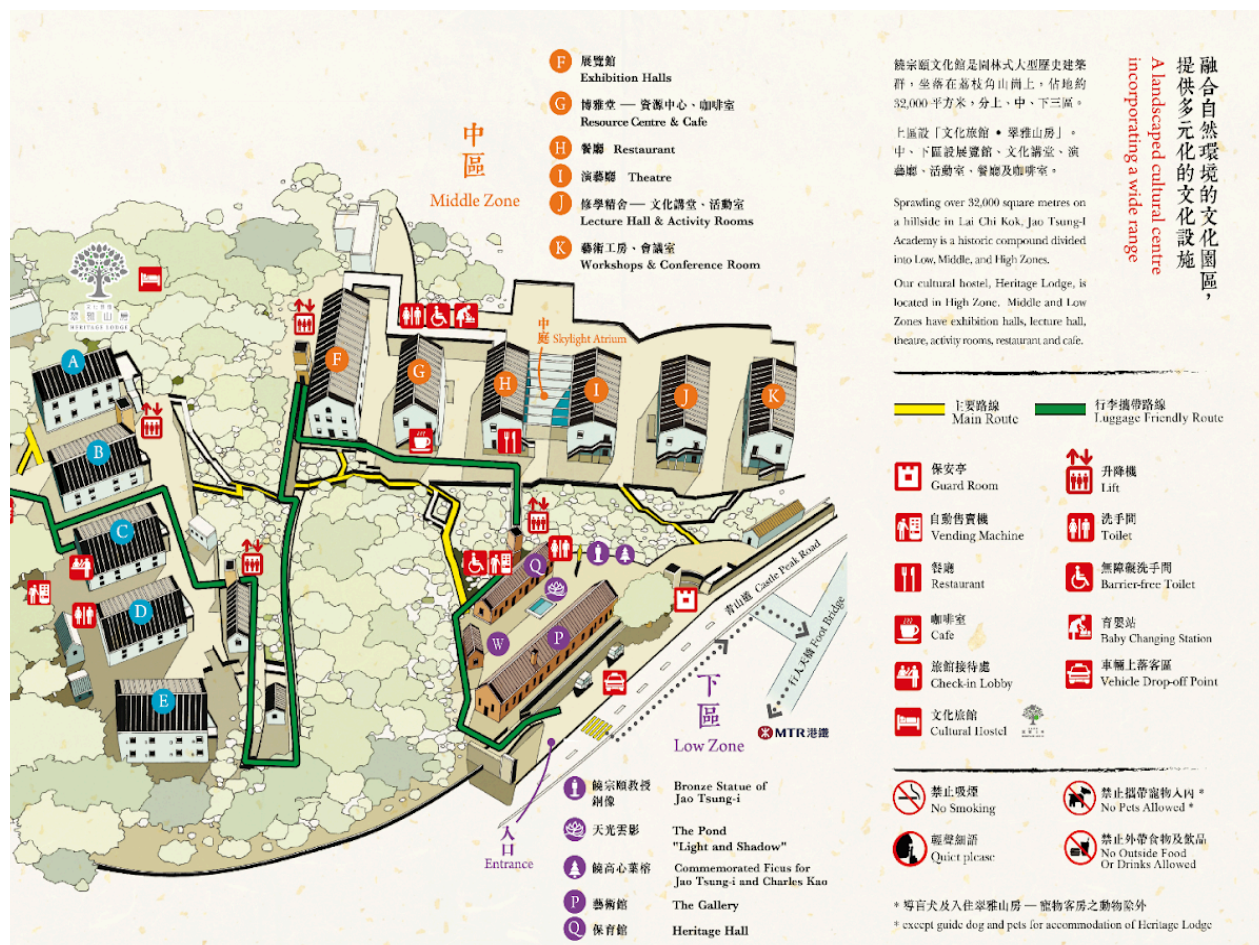 融合自然環境的文化園區，
提供多元化的文化設施
A landscaped cultural centre
incorporating a wide range
饒宗頤文化館是園林式大型歷史建築
群，坐落在荔枝角山崗上，佔地約
32,000 平方米，分上、中、下三區。
上區設「文化旅館 • 翠雅山房」。
中、下區設展覽館、文化講堂、演
藝廳、活動室、餐廳及咖啡室。
Sprawling over 32,000 square metres on
a hillside in Lai Chi Kok, Jao Tsung-I
Academy is a historic compound divided
into Low, Middle, and High Zones.
Our cultural hostel, Heritage Lodge, is
located in High Zone. Middle and Low
Zones have exhibition halls, lecture hall,
theatre, activity rooms, restaurant and cafe.
中區
Middle Zone
F 展覽館
Exhibition Halls
G 博雅堂 — 資源中心、咖啡室
Resource Centre & Cafe
H 餐廳 Restaurant
I 演藝廳 Theatre
J 修學精舍— 文化講堂、活動室
Lecture Hall & Activity Rooms
K 藝術工房、會議室
Workshops & Conference Room
翠雅山房
HERITAGE LODGE
中庭 Skylight Atrium
A
B
C
D
E
F
G
H
I
J
K
Q
W
P
青山道 Castle Peak Road
行人天橋 Foot Bridge
MTR 港鐵
下區
Low Zone
入口
Entrance
饒宗頤教授
銅像
Bronze Statue of
Jao Tsung-i
天光雲影
The Pond
"Light and Shadow"
饒高心葉榕
Commemorated Ficus for
Jao Tsung-i and Charles Kao
P 藝術館 The Gallery
Q 保育館 Heritage Hall
主要路線
Main Route
行李攜帶路線
Luggage Friendly Route
保安亭
Guard Room
升降機
Lift
自動售賣機
Vending Machine
洗手間
Toilet
餐廳
Restaurant
無障礙洗手間
Barrier-free Toilet
咖啡室
Cafe
育嬰站
Baby Changing Station
旅館接待處
Check-in Lobby
車輛上落客區
Vehicle Drop-off Point
文化旅館
Cultural Hostel
禁止吸煙
No Smoking
禁止攜帶寵物入內 *
No Pets Allowed *
輕聲細語
Quiet please
禁止外帶食物及飲品
No Outside Food
Or Drinks Allowed
* 導盲犬及入住翠雅山房 — 寵物客房之動物除外
* except guide dog and pets for accommodation of Heritage Lodge